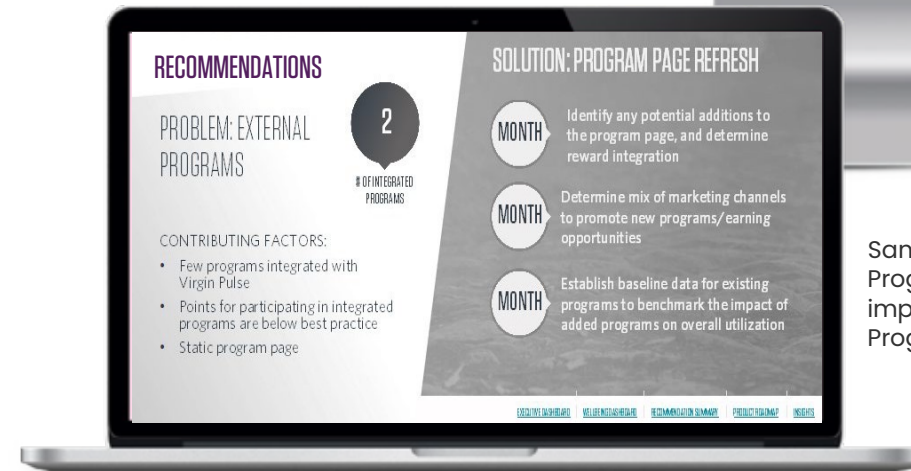 RECOMMENDATIONS
PROBLEM: EXTERNAL
PROGRAMS
2
# OF INTEGRATED
PROGRAMS
CONTRIBUTING FACTORS:
• Few programs integrated with
Virgin Pulse
• Points for participating in integrated
programs are below best practice
• Static program page
SOLUTION: PROGRAM PAGE REFRESH
MONTH
Identify any potential additions to
the program page, and determine
reward integration
MONTH
Determine mix of marketing channels
to promote new programs/earning
opportunities
MONTH
Establish baseline data for existing
programs to benchmark the impact of
added programs on overall utilization
EXECUTIVE DASHBOARD WELLBEING DASHBOARD RECOMMENDATION SUMMARY PRODUCT ROADMAP INSIGHTS
Sam
Prog
imp
Prog